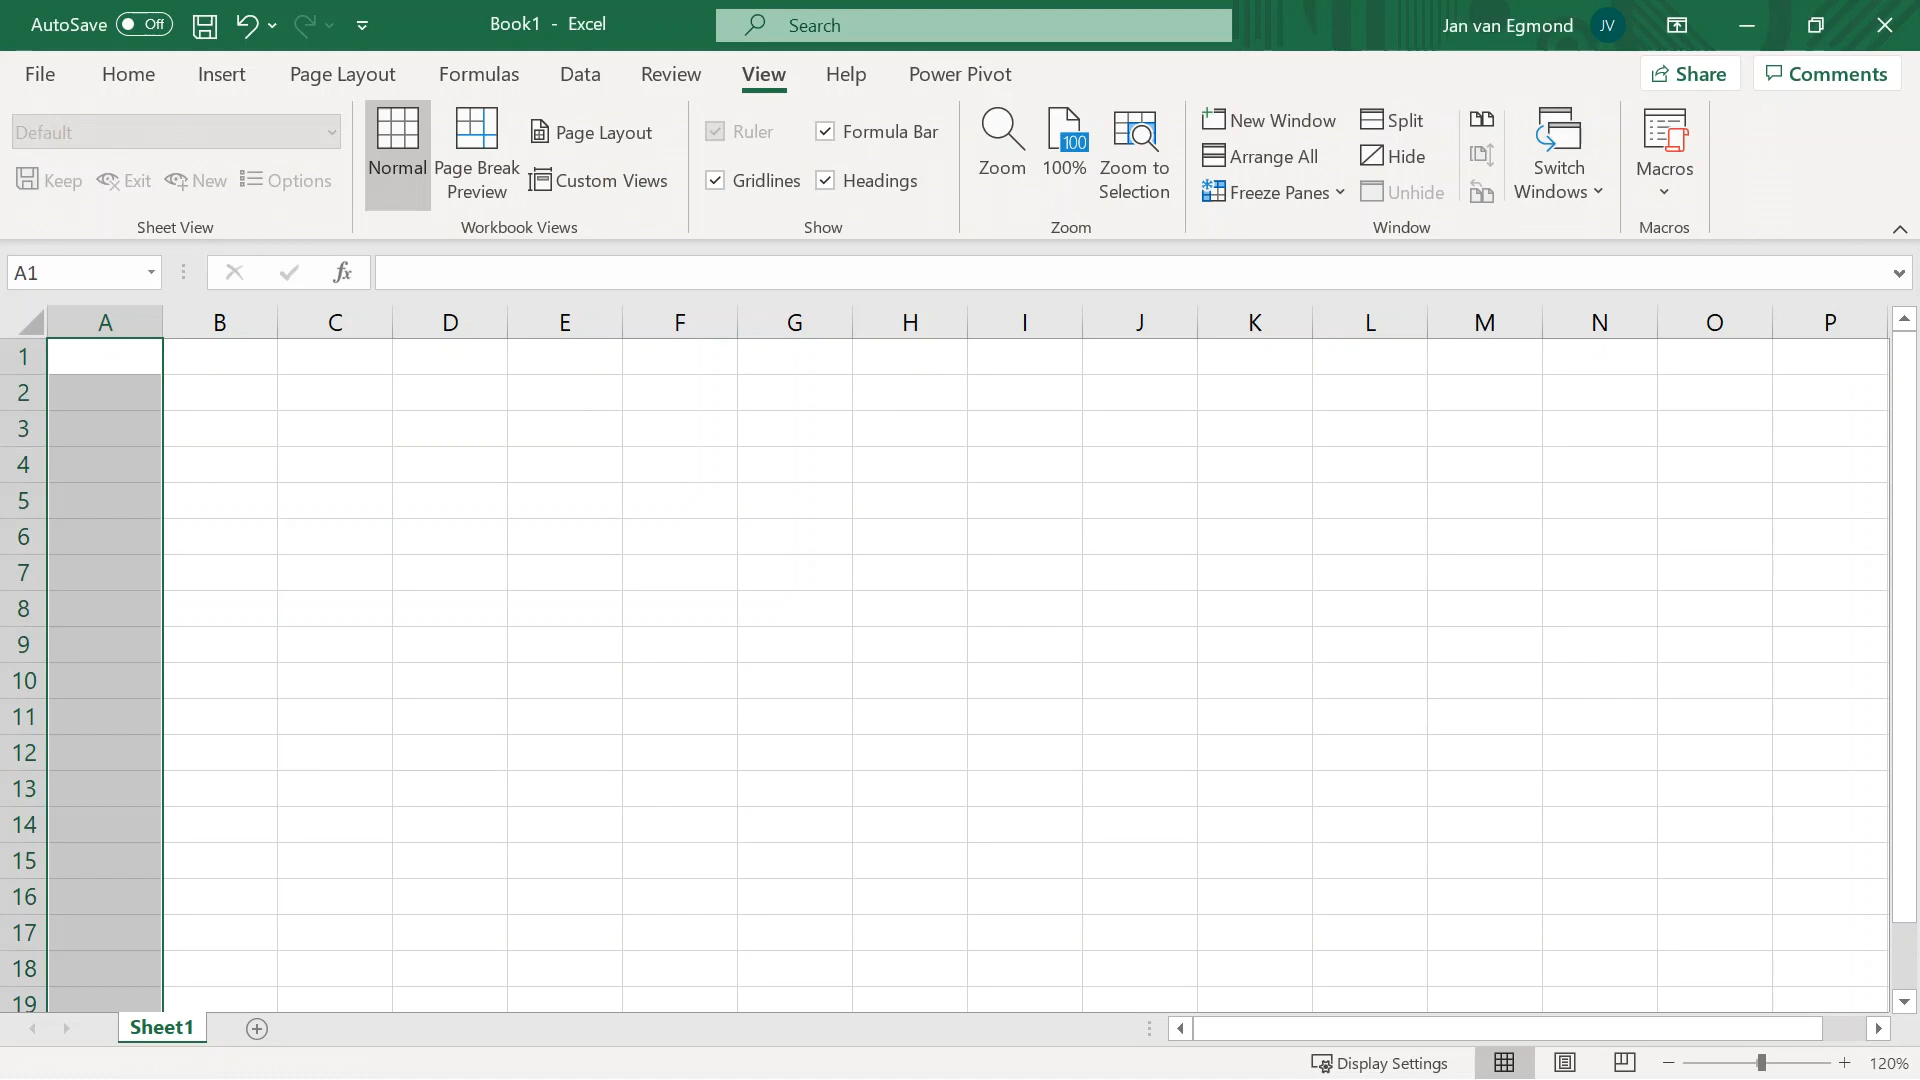 AutoSave Off Book1 - Excel Search Jan van Egmond JV
File Home Insert Page Layout Formulas Data Review View Help Power Pivot Share Comments
Default
Keep Exit New Options
Sheet View
Normal
Page Break Preview
Page Layout
Custom Views
Workbook Views
Ruler Formula Bar
Gridlines Headings
Show
Zoom
100
100%
Zoom to Selection
Zoom
New Window
Arrange All
Freeze Panes
Split
Hide
Unhide
Switch Windows
Window
Macros
Macros
A1 fx
A B C D E F G H I J K L M N O P
1
2
3
4
5
6
7
8
9
10
11
12
13
14
15
16
17
18
19
Sheet1
Display Settings 120%